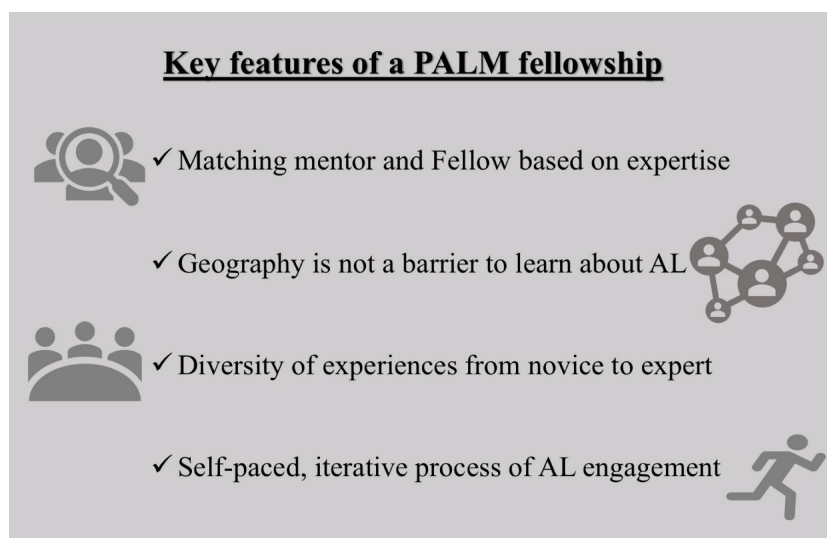 Key features of a PALM fellowship
✓ Matching mentor and Fellow based on expertise
✓ Geography is not a barrier to learn about AL
✓ Diversity of experiences from novice to expert
✓ Self-paced, iterative process of AL engagement